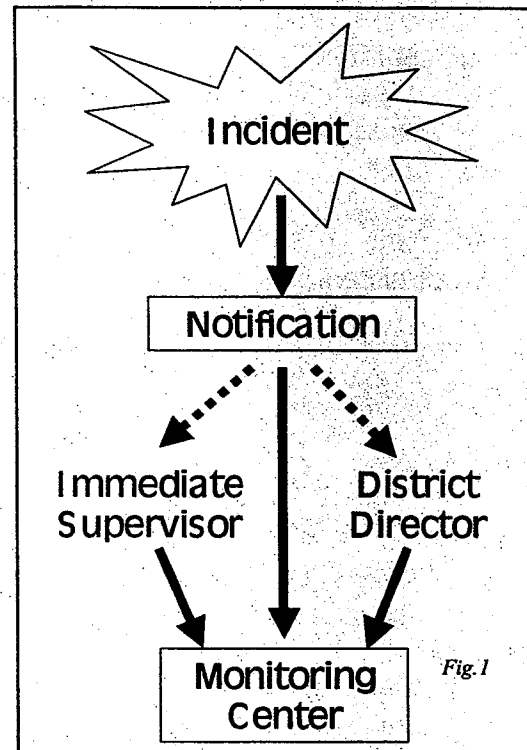 Incident
Notification
Immediate
Supervisor
District
Director
Monitoring
Center
Fig.1